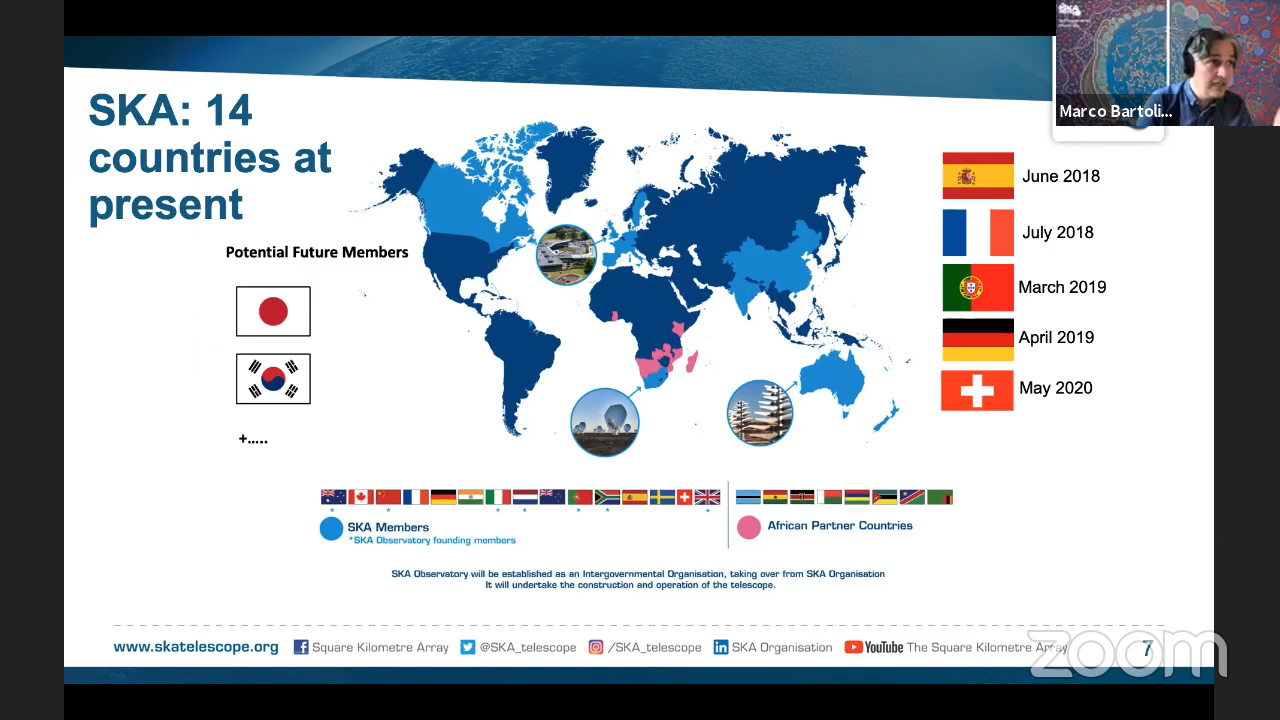 SKA: 14
countries at
present
Marco Bartoli...
Potential Future Members
+.....
June 2018
July 2018
March 2019
April 2019
May 2020
SKA Members
*SKA Observatory founding members
African Partner Countries
SKA Observatory will be established as an Intergovernmental Organisation, taking over from SKA Organisation
It will undertake the construction and operation of the telescope.
www.skatelescope.org
Square Kilometre Array
@SKA_telescope
/SKA_telescope
SKA Organisation
YouTube The Square Kilometre Array
7
zoom